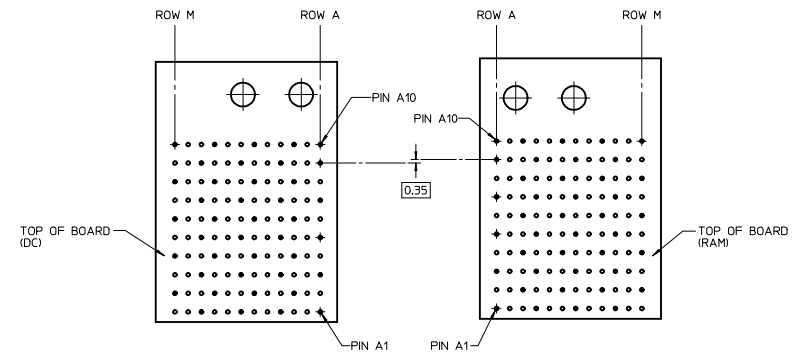 ROW M
ROW A
ROW A
ROW M
PIN A10
PIN A10
0.35
TOP OF BOARD
(DC)
TOP OF BOARD
(RAM)
PIN A1
PIN A1